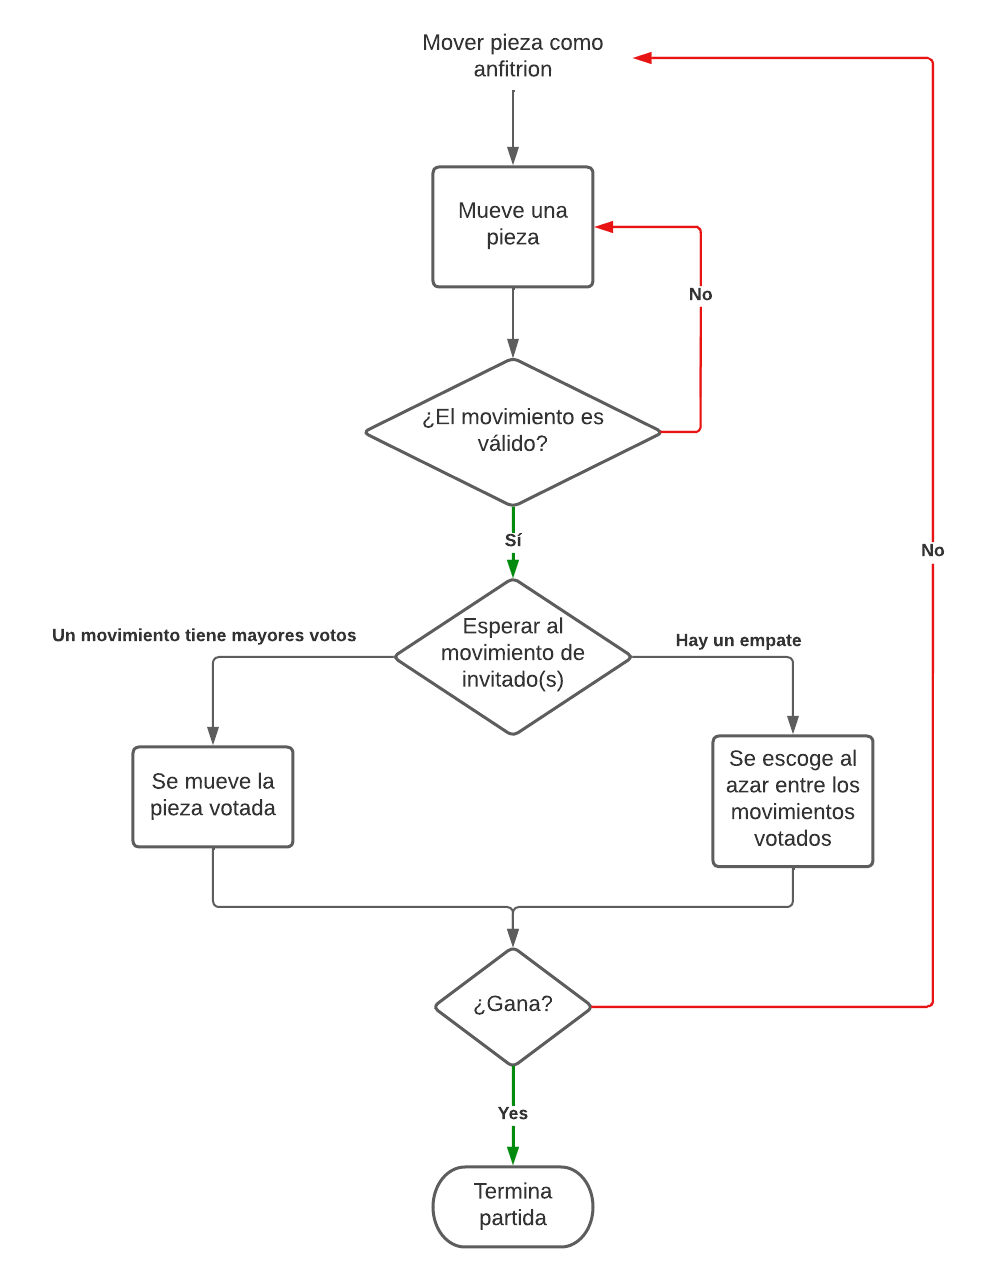 Mover pieza como
anfitrion
Mueve una
pieza
No
¿El movimiento es
válido?
Sí
Un movimiento tiene mayores votos
Esperar al
movimiento de
invitado(s)
Hay un empate
No
Se mueve la
pieza votada
Se escoge al
azar entre los
movimientos
votados
¿Gana?
Yes
Termina
partida